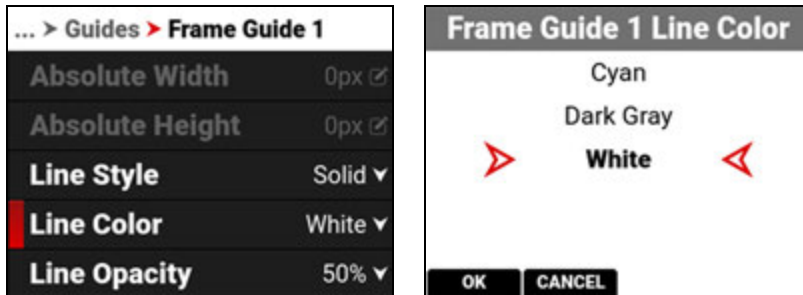 ... > Guides > Frame Guide 1
Absolute Width 0px
Absolute Height 0px
Line Style Solid
Line Color White
Line Opacity 50%
Frame Guide 1 Line Color
Cyan
Dark Gray
White
OK CANCEL